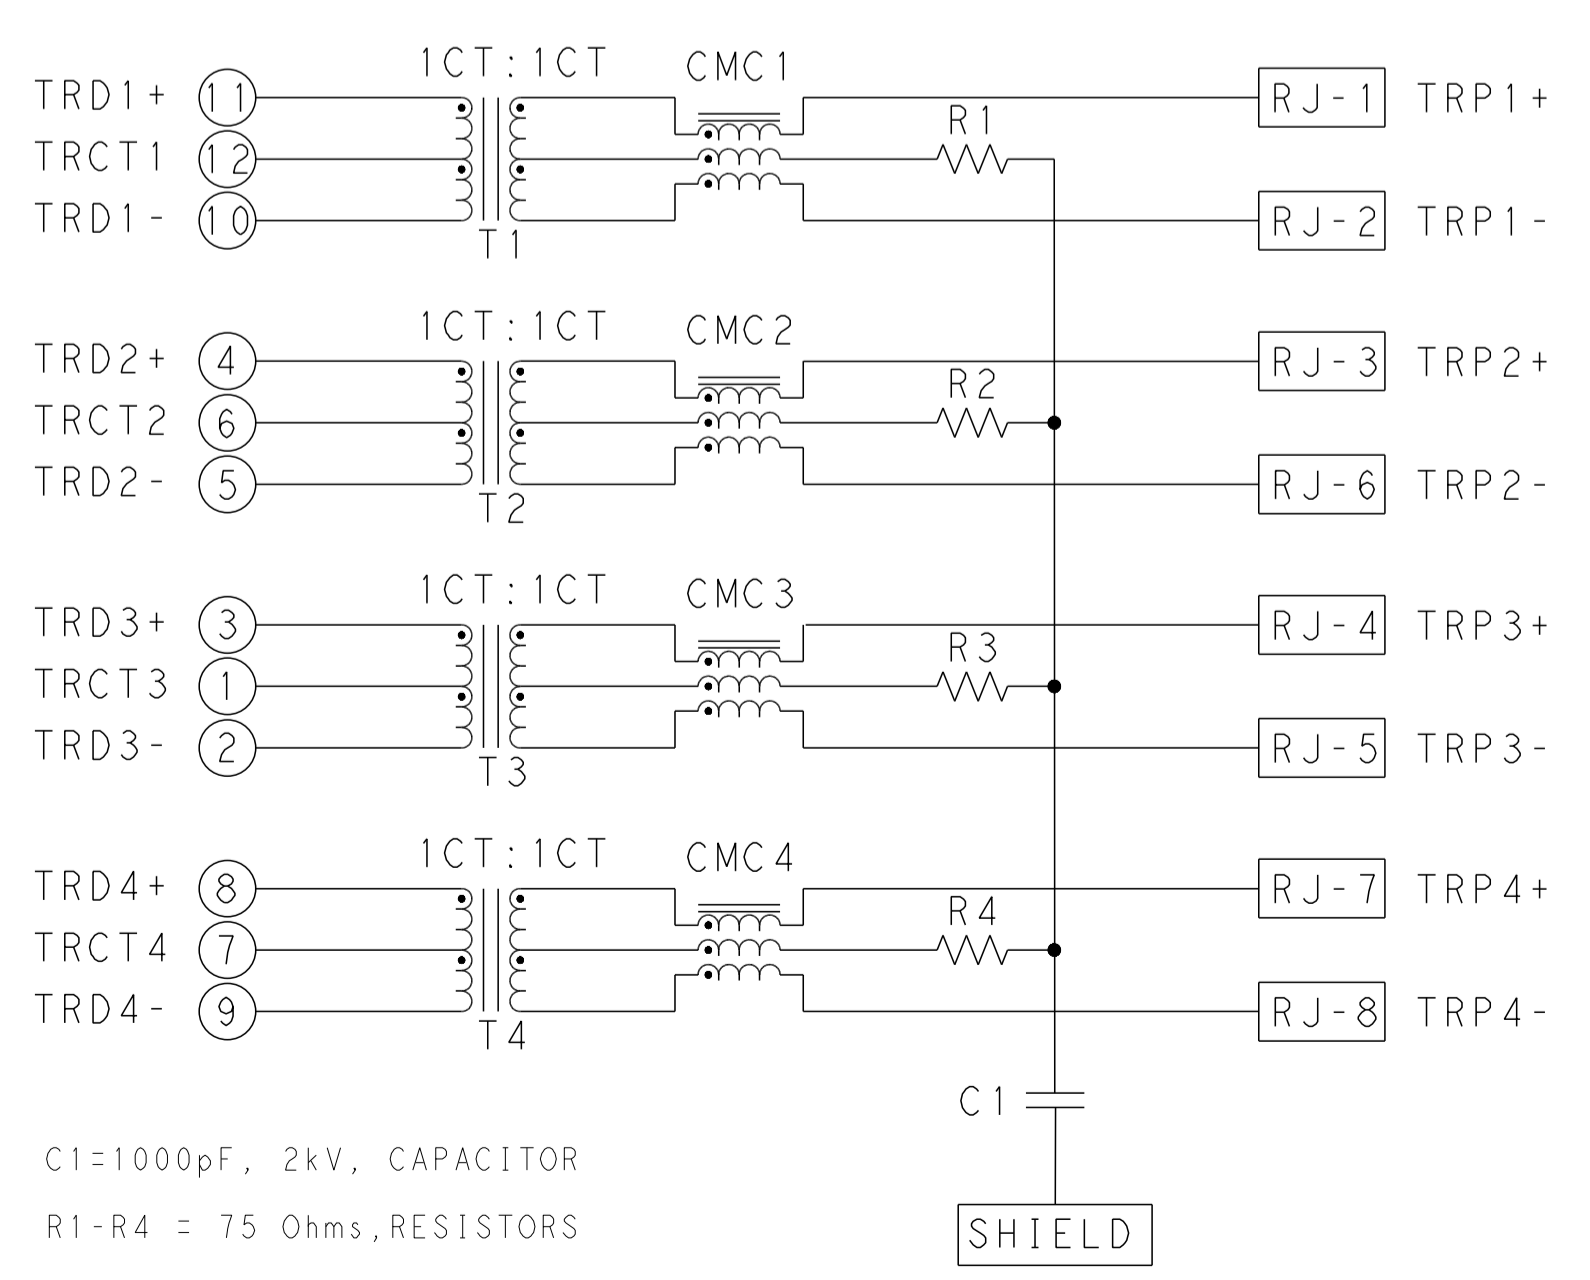 1CT:1CT CMC1
TRD1+ 11 RJ-1 TRP1+
R1
TRCT1 12
TRD1- 10 RJ-2 TRP1-
T1
1CT:1CT CMC2
TRD2+ 4 RJ-3 TRP2+
R2
TRCT2 6
TRD2- 5 RJ-6 TRP2-
T2
1CT:1CT CMC3
TRD3+ 3 RJ-4 TRP3+
R3
TRCT3 1
TRD3- 2 RJ-5 TRP3-
T3
1CT:1CT CMC4
TRD4+ 8 RJ-7 TRP4+
R4
TRCT4 7
TRD4- 9 RJ-8 TRP4-
T4
C1
C1=1000pF, 2kV, CAPACITOR
R1-R4 = 75 Ohms,RESISTORS
SHIELD